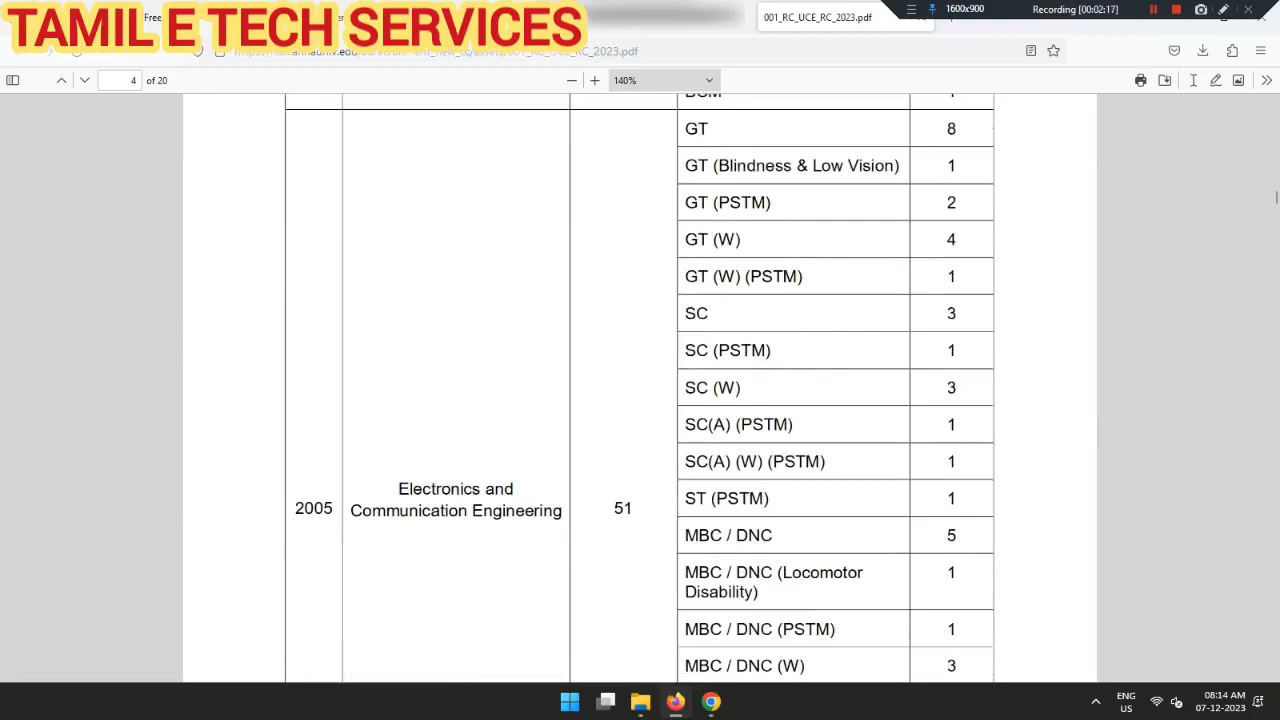 TAMIL E TECH SERVICES
001_RC_UCE_RC_2023.pdf
1600x900
Recording [00:02:17]
4 of 20
140%
GT 8
GT (Blindness & Low Vision) 1
GT (PSTM) 2
GT (W) 4
GT (W) (PSTM) 1
SC 3
SC (PSTM) 1
SC (W) 3
SC(A) (PSTM) 1
SC(A) (W) (PSTM) 1
ST (PSTM) 1
2005
Electronics and
Communication Engineering
51
MBC / DNC 5
MBC / DNC (Locomotor
Disability) 1
MBC / DNC (PSTM) 1
MBC / DNC (W) 3
ENG
US
08:14 AM
07-12-2023